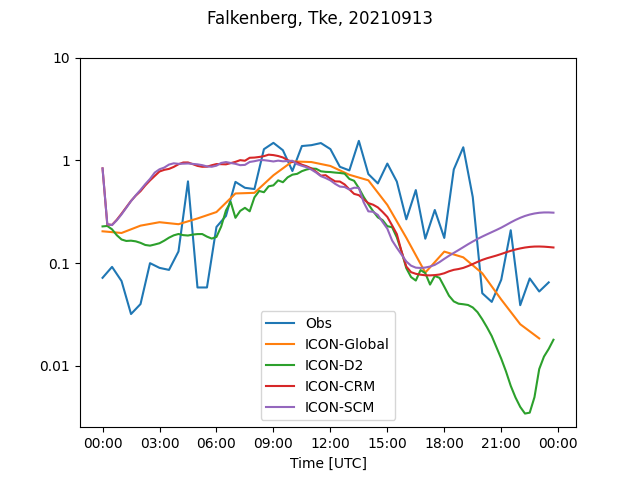 Falkenberg, Tke, 20210913
10
1
0.1
0.01
Obs
ICON-Global
ICON-D2
ICON-CRM
ICON-SCM
00:00 03:00 06:00 09:00 12:00 15:00 18:00 21:00 00:00
Time [UTC]